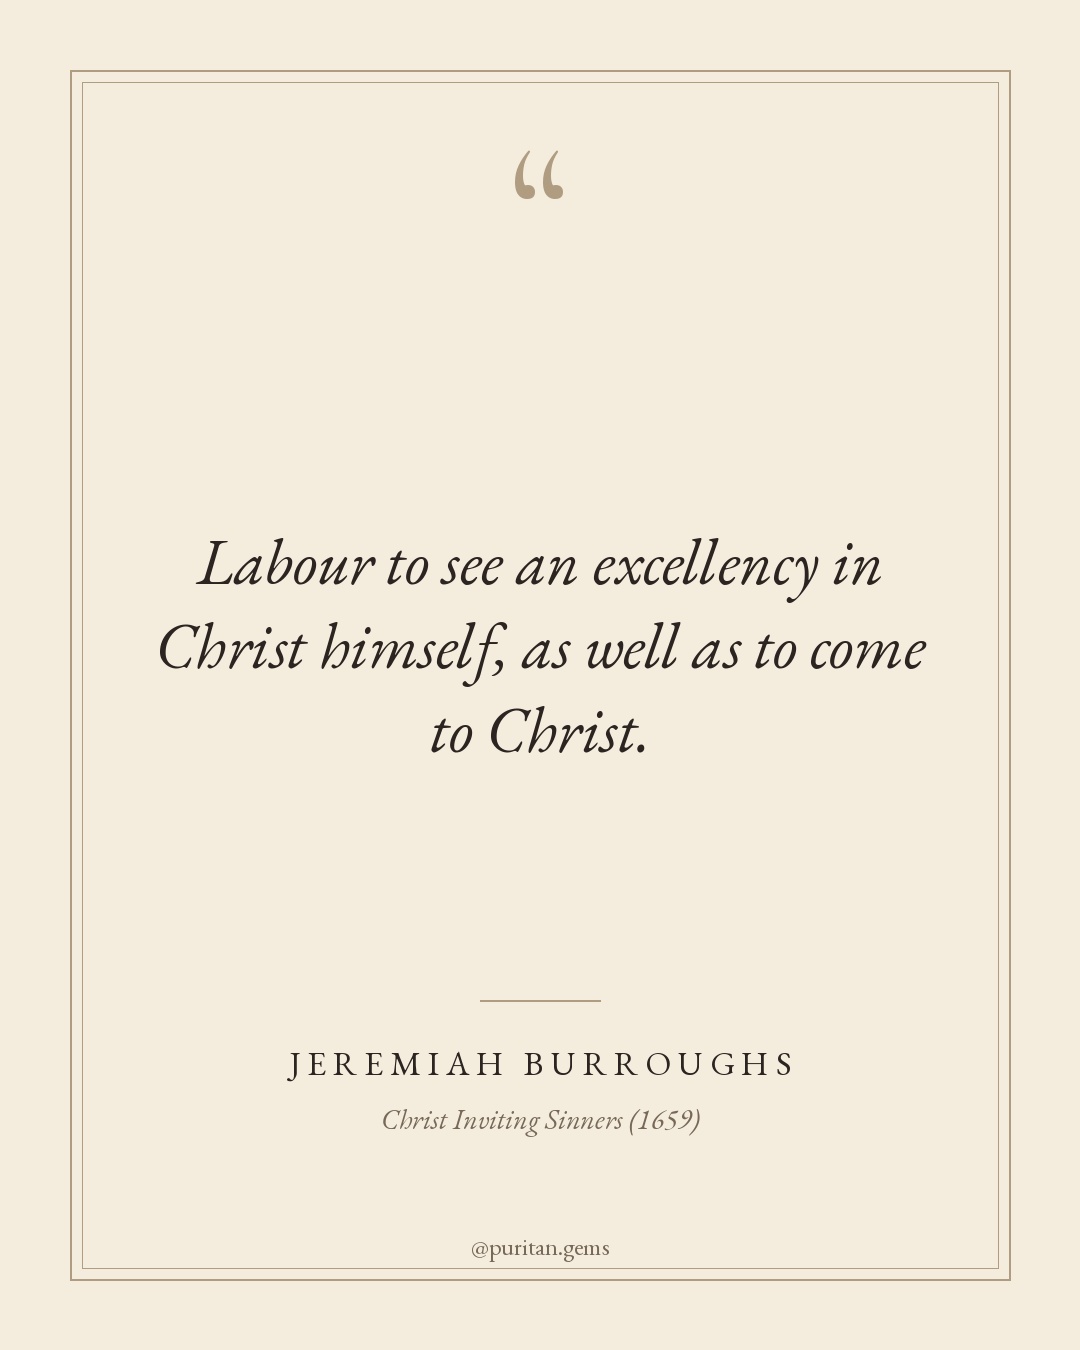 “
Labour to see an excellency in
Christ himself, as well as to come
to Christ.
JEREMIAH BURROUGHS
Christ Inviting Sinners (1659)
@puritan.gems